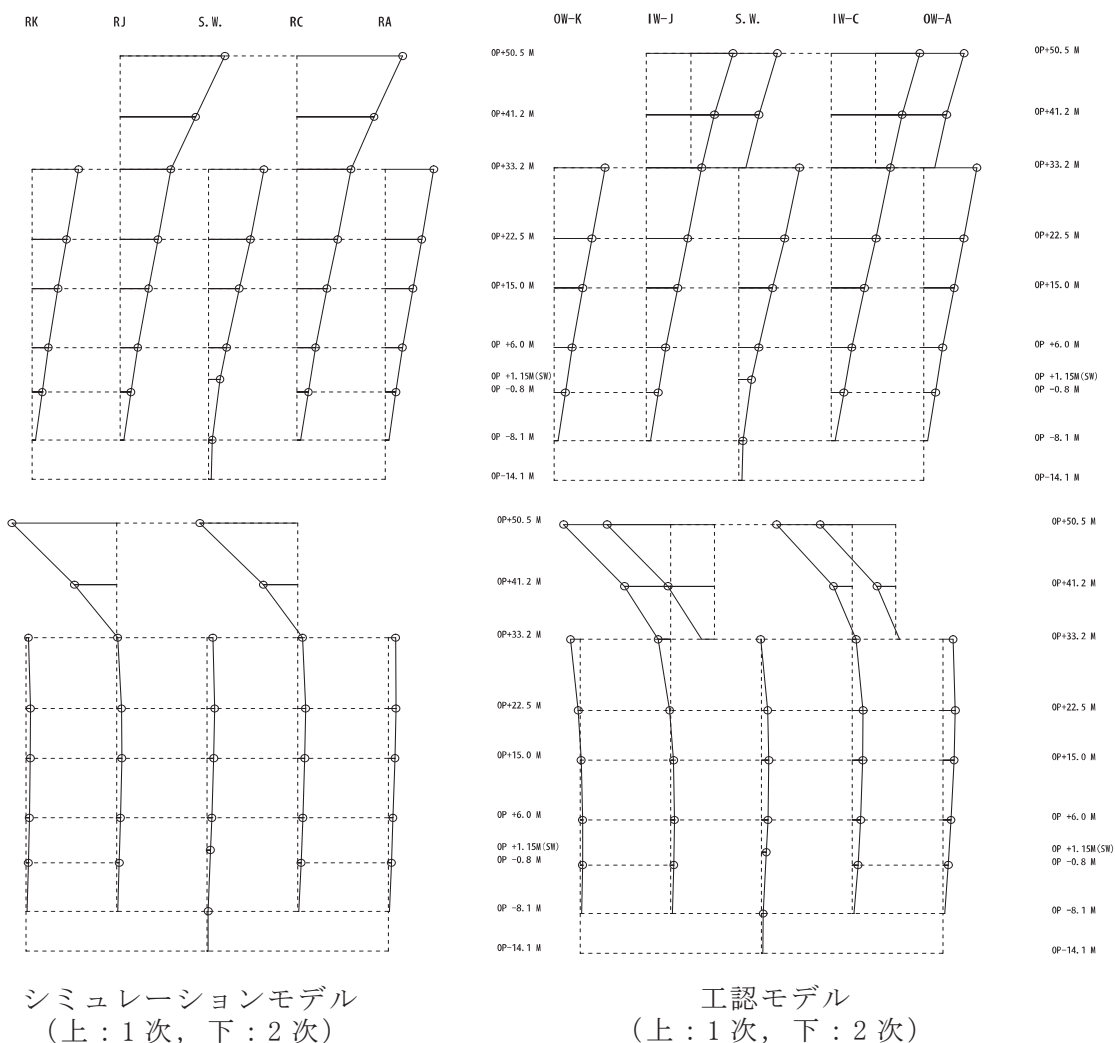 RK RJ S.W. RC RA
OP+50.5 M
OP+41.2 M
OP+33.2 M
OP+22.5 M
OP+15.0 M
OP +6.0 M
OP +1.15M(SW)
OP -0.8 M
OP -8.1 M
OP-14.1 M
OW-K IW-J S.W. IW-C OW-A
OP+50.5 M
OP+41.2 M
OP+33.2 M
OP+22.5 M
OP+15.0 M
OP +6.0 M
OP +1.15M(SW)
OP -0.8 M
OP -8.1 M
OP-14.1 M
OP+50.5 M
OP+41.2 M
OP+33.2 M
OP+22.5 M
OP+15.0 M
OP +6.0 M
OP +1.15M(SW)
OP -0.8 M
OP -8.1 M
OP-14.1 M
OP+50.5 M
OP+41.2 M
OP+33.2 M
OP+22.5 M
OP+15.0 M
OP +6.0 M
OP +1.15M(SW)
OP -0.8 M
OP -8.1 M
OP-14.1 M
シミュレーションモデル
(上:1次,下:2次)
工認モデル
(上:1次,下:2次)